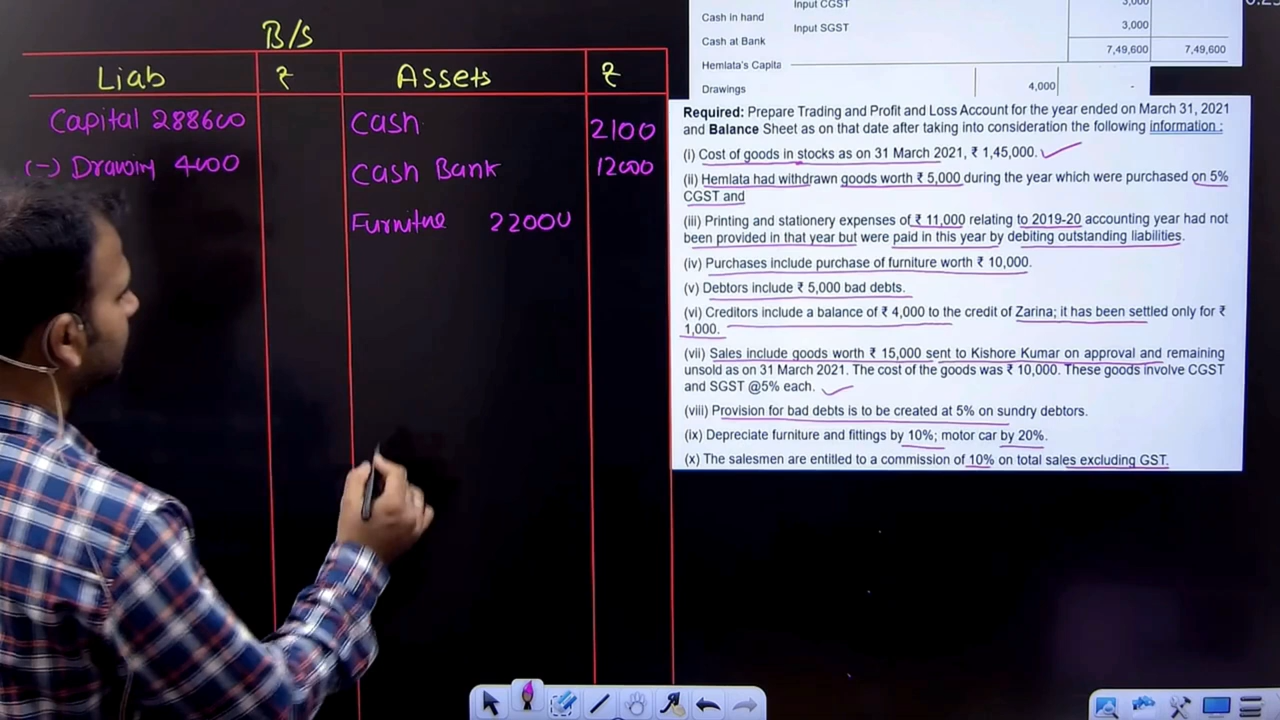 B/S
Liab ₹ Assets ₹
Capital 288600 Cash 2100
(-) Drawing 4000 Cash Bank 12000
Furniture 22000
Input CGST 3,000
Cash in hand
Input SGST 3,000
Cash at Bank
7,49,600 7,49,600
Hemlata's Capita
Drawings 4,000 -
Required: Prepare Trading and Profit and Loss Account for the year ended on March 31, 2021
and Balance Sheet as on that date after taking into consideration the following information :
(i) Cost of goods in stocks as on 31 March 2021, ₹ 1,45,000.
(ii) Hemlata had withdrawn goods worth ₹ 5,000 during the year which were purchased on 5%
CGST and
(iii) Printing and stationery expenses of ₹ 11,000 relating to 2019-20 accounting year had not
been provided in that year but were paid in this year by debiting outstanding liabilities.
(iv) Purchases include purchase of furniture worth ₹ 10,000.
(v) Debtors include ₹ 5,000 bad debts.
(vi) Creditors include a balance of ₹ 4,000 to the credit of Zarina; it has been settled only for ₹
1,000.
(vii) Sales include goods worth ₹ 15,000 sent to Kishore Kumar on approval and remaining
unsold as on 31 March 2021. The cost of the goods was ₹ 10,000. These goods involve CGST
and SGST @5% each.
(viii) Provision for bad debts is to be created at 5% on sundry debtors.
(ix) Depreciate furniture and fittings by 10%; motor car by 20%.
(x) The salesmen are entitled to a commission of 10% on total sales excluding GST.